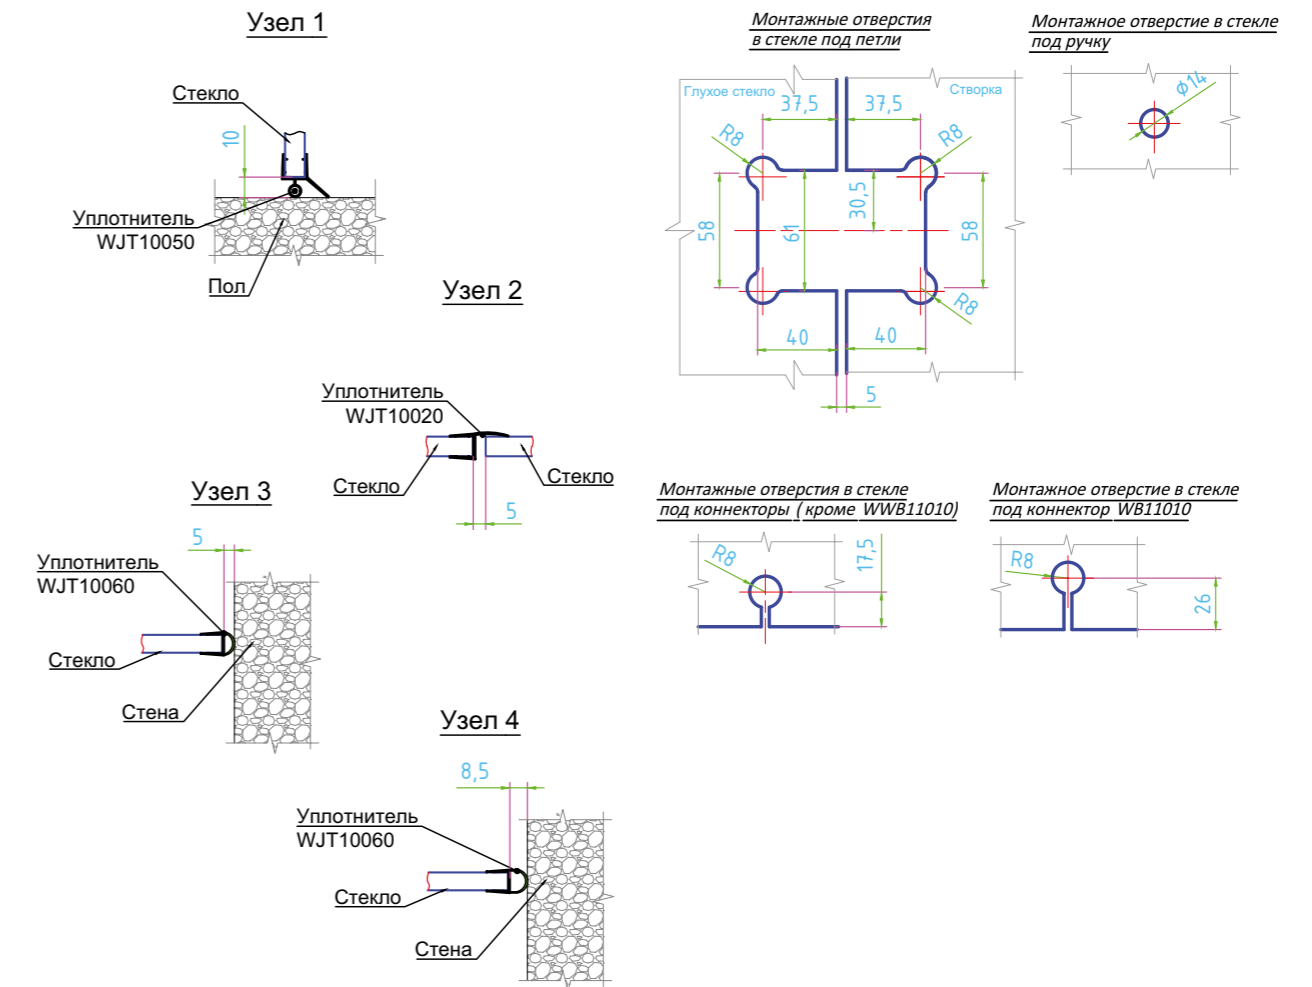 Узел 1
Стекло
10
Уплотнитель
WJT10050
Пол
Узел 2
Уплотнитель
WJT10020
Стекло
Стекло
5
Узел 3
5
Уплотнитель
WJT10060
Стекло
Стена
Узел 4
8,5
Уплотнитель
WJT10060
Стекло
Стена
Монтажные отверстия
в стекле под петли
Глухое стекло
Створка
37,5
37,5
R8
R8
30,5
58
61
58
R8
40
40
5
Монтажное отверстие в стекле
под ручку
ϕ14
Монтажные отверстия в стекле
под коннекторы (кроме WWB11010)
R8
17,5
Монтажное отверстие в стекле
под коннектор WB11010
R8
26